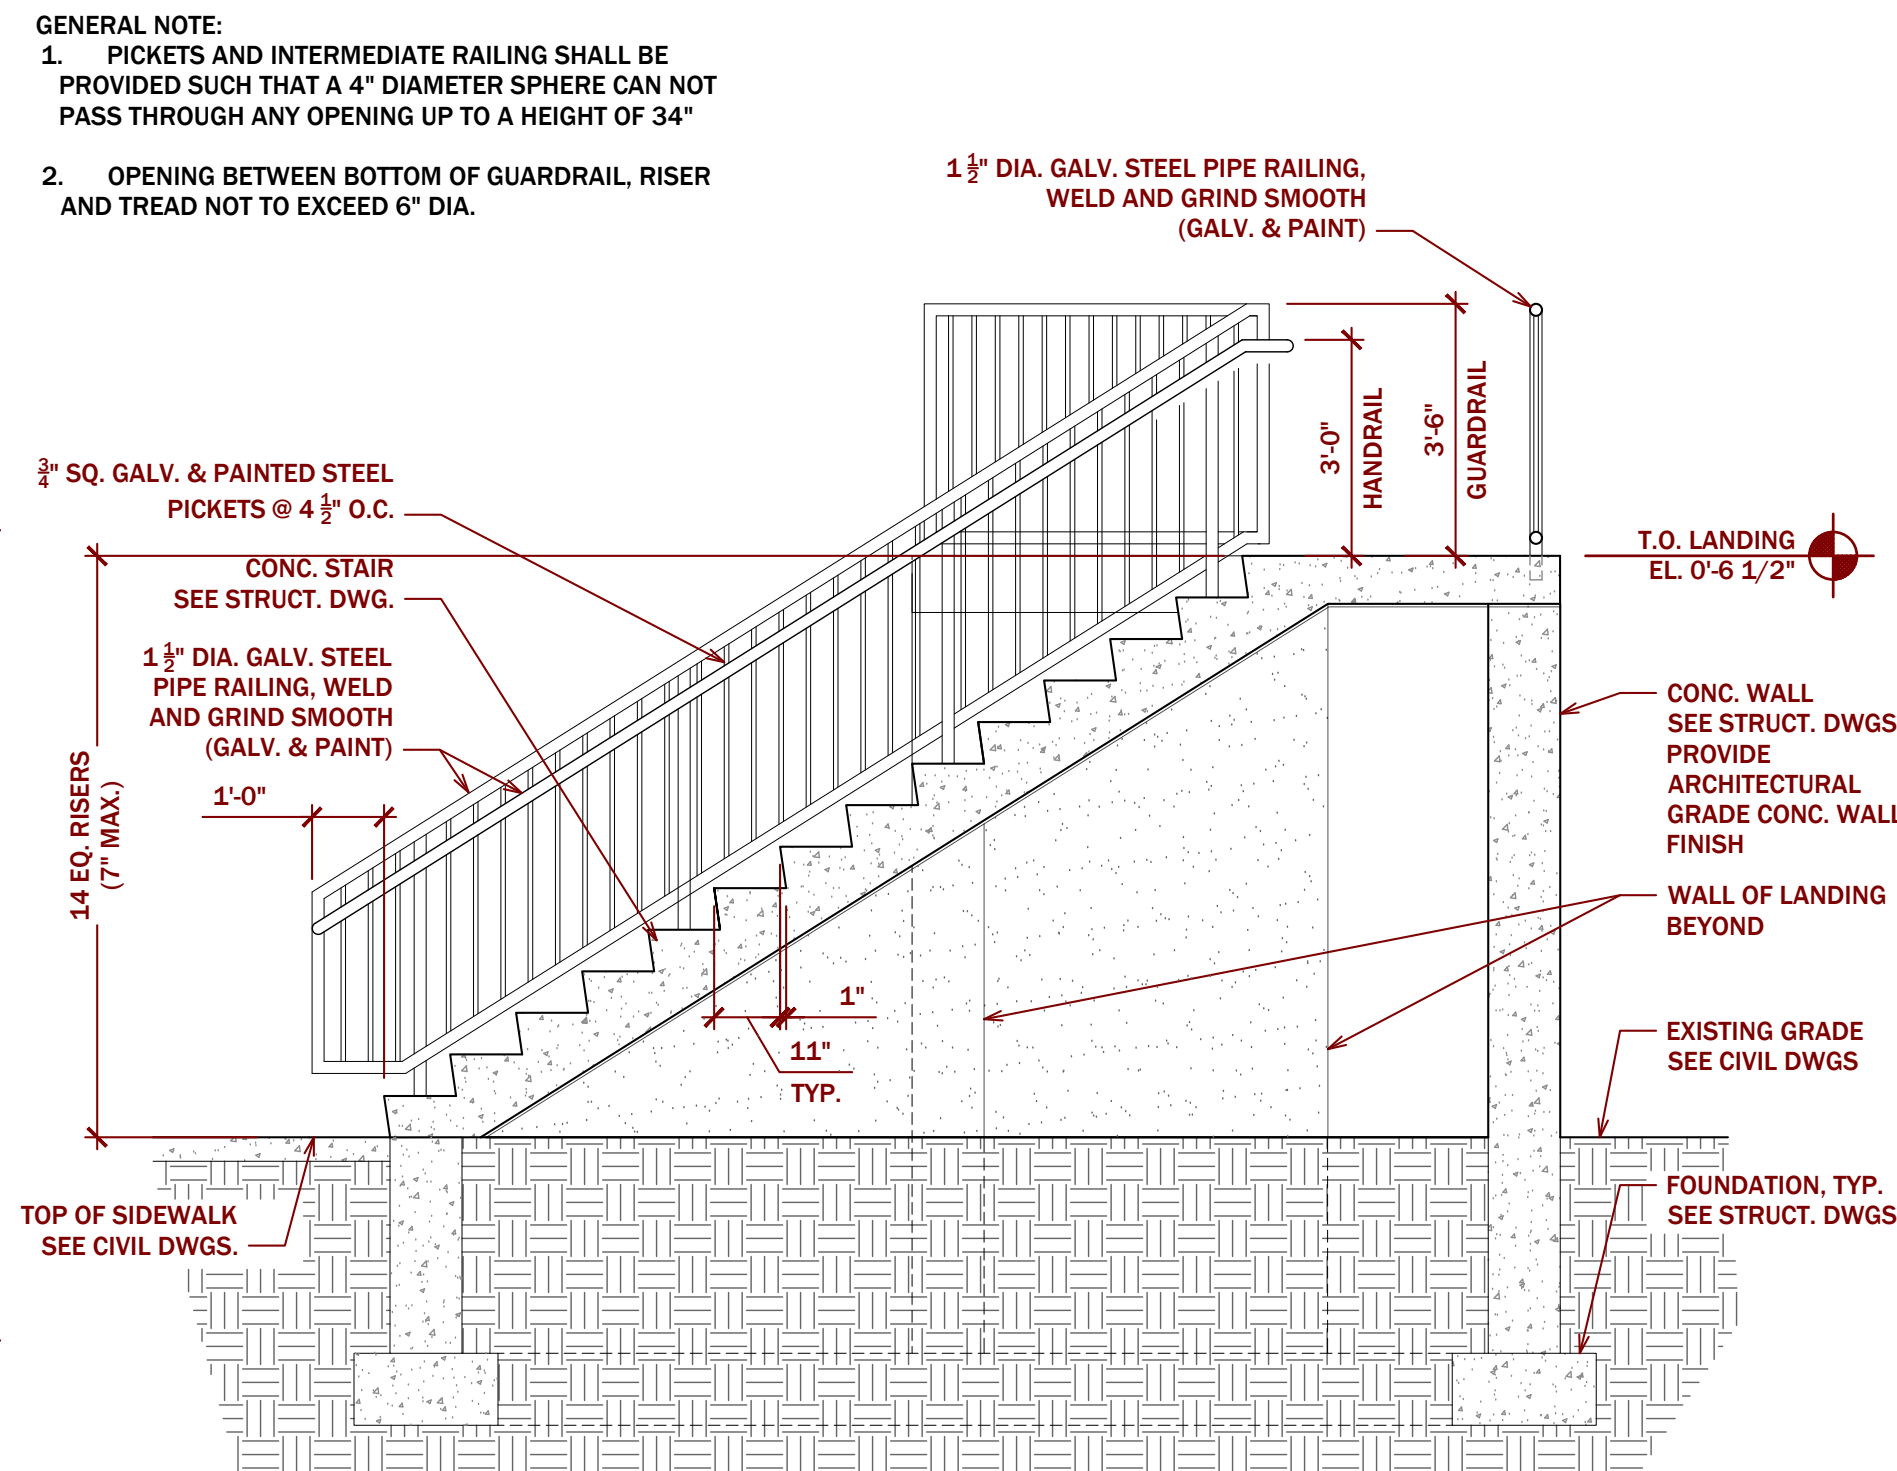 GENERAL NOTE:
1. PICKETS AND INTERMEDIATE RAILING SHALL BE
PROVIDED SUCH THAT A 4" DIAMETER SPHERE CAN NOT
PASS THROUGH ANY OPENING UP TO A HEIGHT OF 34"
2. OPENING BETWEEN BOTTOM OF GUARDRAIL, RISER
AND TREAD NOT TO EXCEED 6" DIA.
1 1/2" DIA. GALV. STEEL PIPE RAILING,
WELD AND GRIND SMOOTH
(GALV. & PAINT)
3'-0"
HANDRAIL
3'-6"
GUARDRAIL
3/4" SQ. GALV. & PAINTED STEEL
PICKETS @ 4 1/2" O.C.
CONC. STAIR
SEE STRUCT. DWG.
1 1/2" DIA. GALV. STEEL
PIPE RAILING, WELD
AND GRIND SMOOTH
(GALV. & PAINT)
1'-0"
14 EQ. RISERS
(7" MAX.)
T.O. LANDING
EL. 0'-6 1/2"
CONC. WALL
SEE STRUCT. DWGS
PROVIDE
ARCHITECTURAL
GRADE CONC. WALL
FINISH
WALL OF LANDING
BEYOND
1"
11"
TYP.
EXISTING GRADE
SEE CIVIL DWGS
FOUNDATION, TYP.
SEE STRUCT. DWGS
TOP OF SIDEWALK
SEE CIVIL DWGS.